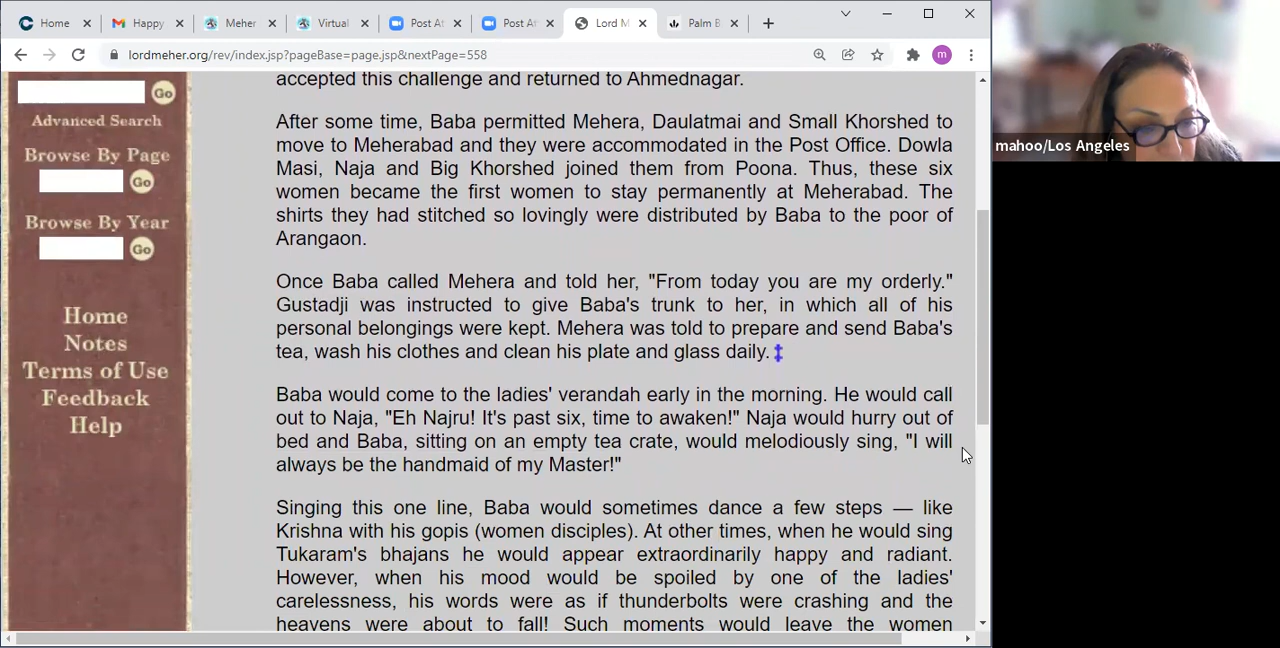 Home
Happy
Meher
Virtual
Post At
Post At
Lord M
Palm B
lordmeher.org/rev/index.jsp?pageBase=page.jsp&nextPage=558
m
Go
Advanced Search
Browse By Page
Go
Browse By Year
Go
Home
Notes
Terms of Use
Feedback
Help
accepted this challenge and returned to Ahmednagar.
After some time, Baba permitted Mehera, Daulatmai and Small Khorshed to
move to Meherabad and they were accommodated in the Post Office. Dowla
Masi, Naja and Big Khorshed joined them from Poona. Thus, these six
women became the first women to stay permanently at Meherabad. The
shirts they had stitched so lovingly were distributed by Baba to the poor of
Arangaon.
Once Baba called Mehera and told her, "From today you are my orderly."
Gustadji was instructed to give Baba's trunk to her, in which all of his
personal belongings were kept. Mehera was told to prepare and send Baba's
tea, wash his clothes and clean his plate and glass daily.
Baba would come to the ladies' verandah early in the morning. He would call
out to Naja, "Eh Najru! It's past six, time to awaken!" Naja would hurry out of
bed and Baba, sitting on an empty tea crate, would melodiously sing, "I will
always be the handmaid of my Master!"
Singing this one line, Baba would sometimes dance a few steps — like
Krishna with his gopis (women disciples). At other times, when he would sing
Tukaram's bhajans he would appear extraordinarily happy and radiant.
However, when his mood would be spoiled by one of the ladies'
carelessness, his words were as if thunderbolts were crashing and the
heavens were about to fall! Such moments would leave the women
mahoo/Los Angeles